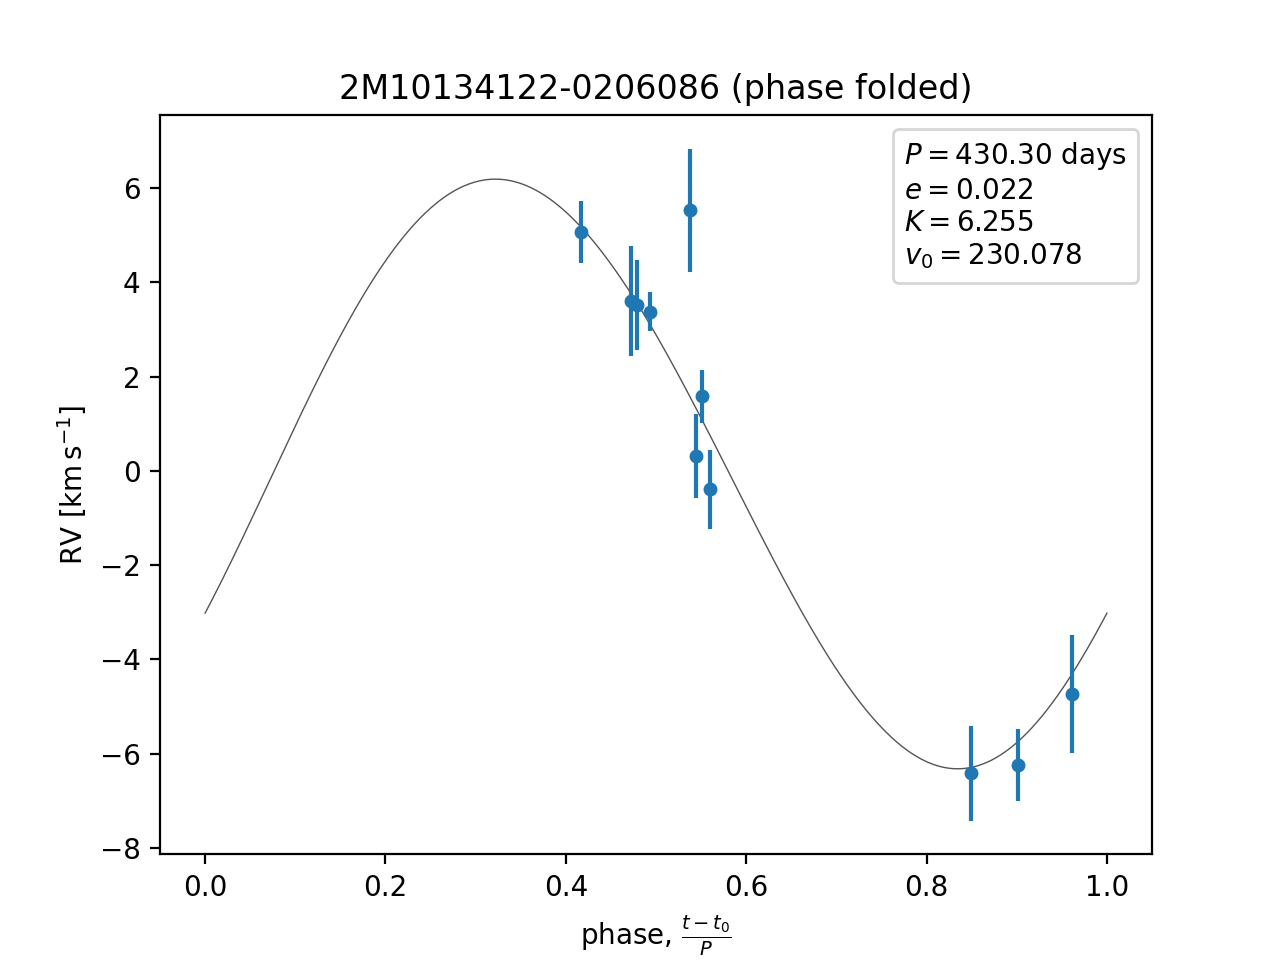 2M10134122-0206086 (phase folded)
P = 430.30 days
e = 0.022
K = 6.255
v₀ = 230.078
6
4
2
0
−2
−4
−6
−8
RV [km s⁻¹]
0.0 0.2 0.4 0.6 0.8 1.0
phase, (t − t₀)/P